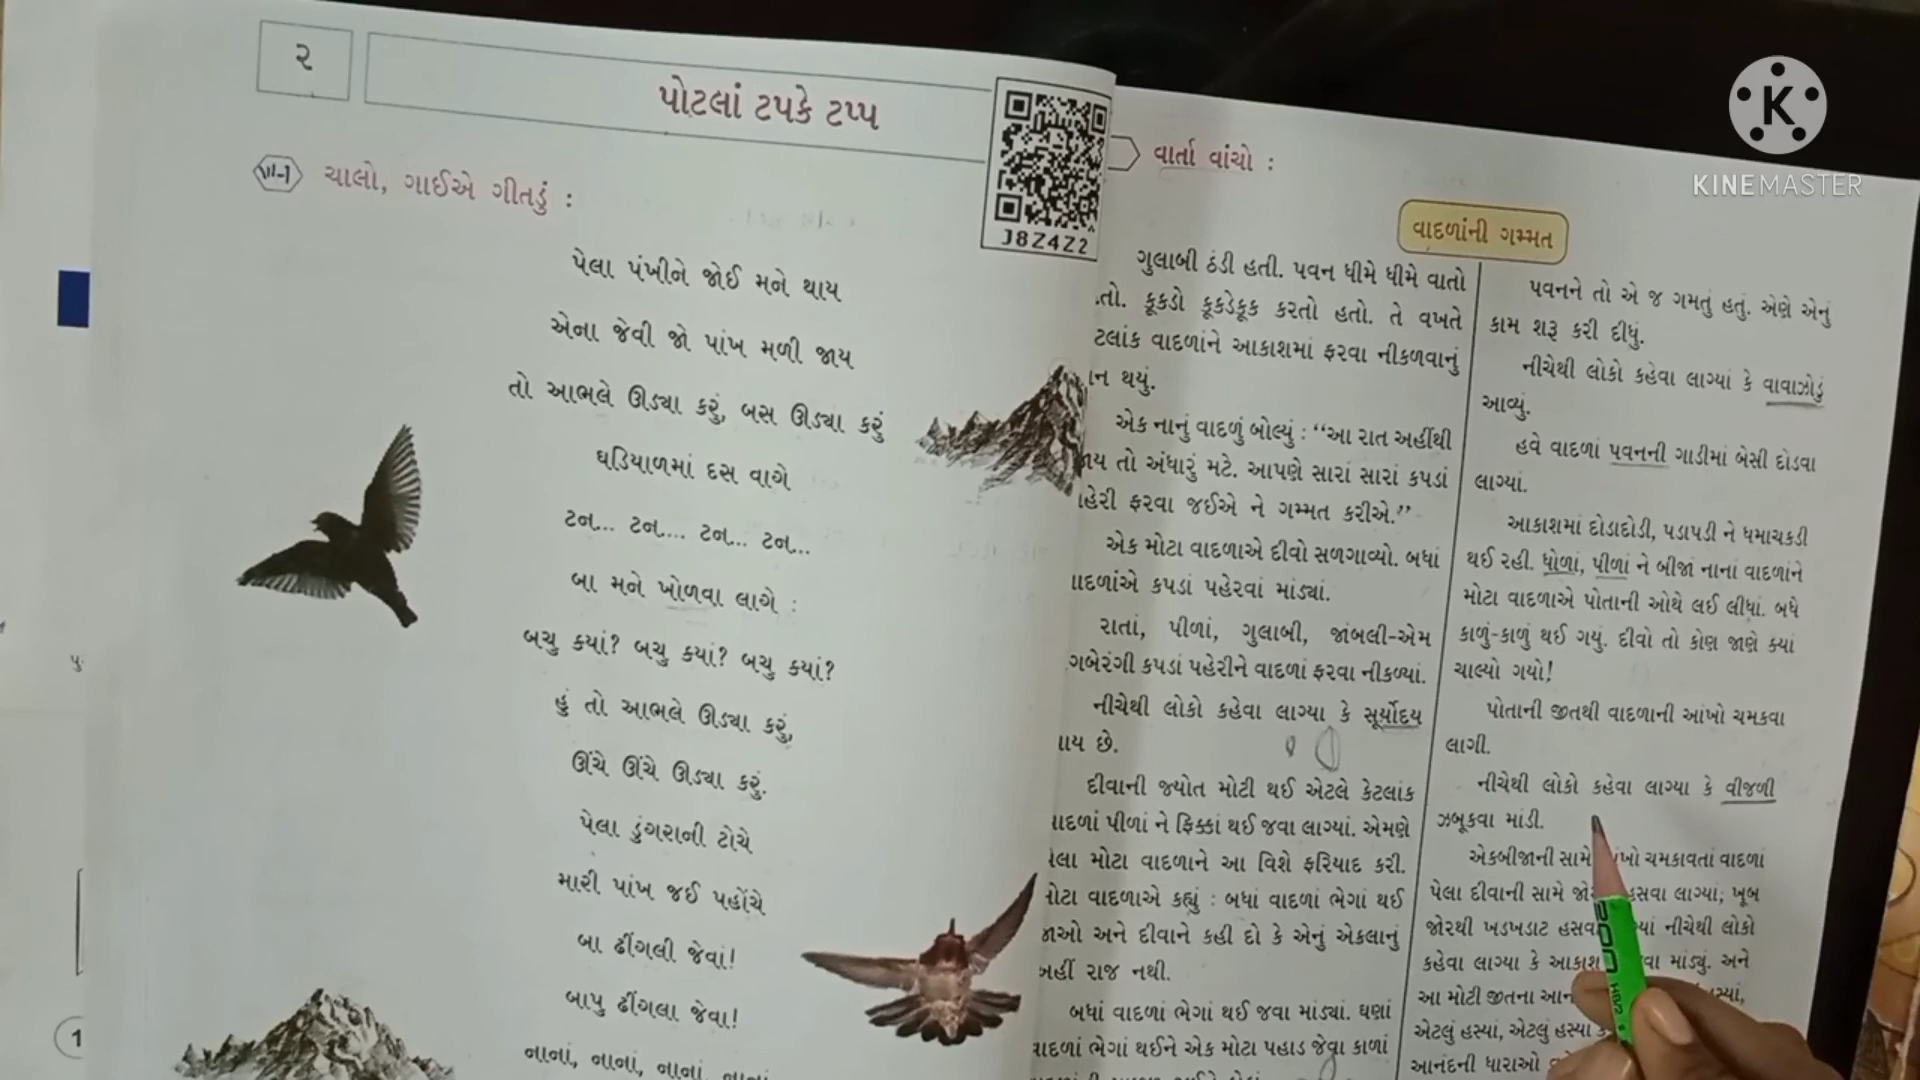 ૨
પોટલાં ટપકે ટપ્પ
J8Z4Z2
ચાલો, ગાઈએ ગીતડું :
પેલા પંખીને જોઈ મને થાય
એના જેવી જો પાંખ મળી જાય
તો આભલે ઊડ્યા કરું, બસ ઊડ્યા કરું
ઘડિયાળમાં દસ વાગે
ટન... ટન.... ટન... ટન...
બા મને ખોળવા લાગે :
બચુ ક્યાં? બચુ ક્યાં? બચુ ક્યાં?
હું તો આભલે ઊડ્યા કરું,
ઊંચે ઊંચે ઊડ્યા કરું.
પેલા ડુંગરાની ટોચે
મારી પાંખ જઈ પહોંચે
બા ઢીંગલી જેવાં!
બાપુ ઢીંગલા જેવા!
નાનાં, નાનાં, નાનાં,
1
વાર્તા વાંચો :
વાદળાંની ગમ્મત
ગુલાબી ઠંડી હતી. પવન ધીમે ધીમે વાતો
.તો. કૂકડો કૂકડેકૂક કરતો હતો. તે વખતે
ટલાંક વાદળાંને આકાશમાં ફરવા નીકળવાનું
ાન થયું.
એક નાનું વાદળું બોલ્યું : “આ રાત અહીંથી
જાય તો અંધારું મટે. આપણે સારાં સારાં કપડાં
હેરી ફરવા જઈએ ને ગમ્મત કરીએ.”
એક મોટા વાદળાએ દીવો સળગાવ્યો. બધાં
ાદળાંએ કપડાં પહેરવાં માંડ્યાં.
રાતાં, પીળાં, ગુલાબી, જાંબલી-એમ
ગબેરંગી કપડાં પહેરીને વાદળાં ફરવા નીકળ્યાં.
નીચેથી લોકો કહેવા લાગ્યા કે સૂર્યોદય
ાય છે.
દીવાની જ્યોત મોટી થઈ એટલે કેટલાંક
ાદળાં પીળાં ને ફિક્કાં થઈ જવા લાગ્યાં. એમણે
પેલા મોટા વાદળાને આ વિશે ફરિયાદ કરી.
મોટા વાદળાએ કહ્યું : બધાં વાદળાં ભેગાં થઈ
જાઓ અને દીવાને કહી દો કે એનું એકલાનું
અહીં રાજ નથી.
બધાં વાદળાં ભેગાં થઈ જવા માંડ્યાં. ઘણાં
વાદળાં ભેગાં થઈને એક મોટા પહાડ જેવા કાળાં
પવનને તો એ જ ગમતું હતું. એણે એનું
કામ શરૂ કરી દીધું.
નીચેથી લોકો કહેવા લાગ્યાં કે વાવાઝોડું
આવ્યું.
હવે વાદળાં પવનની ગાડીમાં બેસી દોડવા
લાગ્યાં.
આકાશમાં દોડાદોડી, પડાપડી ને ધમાચકડી
થઈ રહી. ધોળાં, પીળાં ને બીજાં નાનાં વાદળાંને
મોટા વાદળાએ પોતાની ઓથે લઈ લીધાં. બધે
કાળું-કાળું થઈ ગયું. દીવો તો કોણ જાણે ક્યાં
ચાલ્યો ગયો!
પોતાની જીતથી વાદળાની આંખો ચમકવા
લાગી.
નીચેથી લોકો કહેવા લાગ્યા કે વીજળી
ઝબૂકવા માંડી.
એકબીજાની સામે ચમકાવતાં વાદળાં
પેલા દીવાની સામે હસવા લાગ્યાં; ખૂબ
જોરથી ખડખડાટ નીચેથી લોકો
કહેવા લાગ્યા કે માંડ્યું. અને
આ મોટી જીતના
એટલું હસ્યાં, એટલું હસ્યા
આનંદની ધારાઓ
KINEMASTER